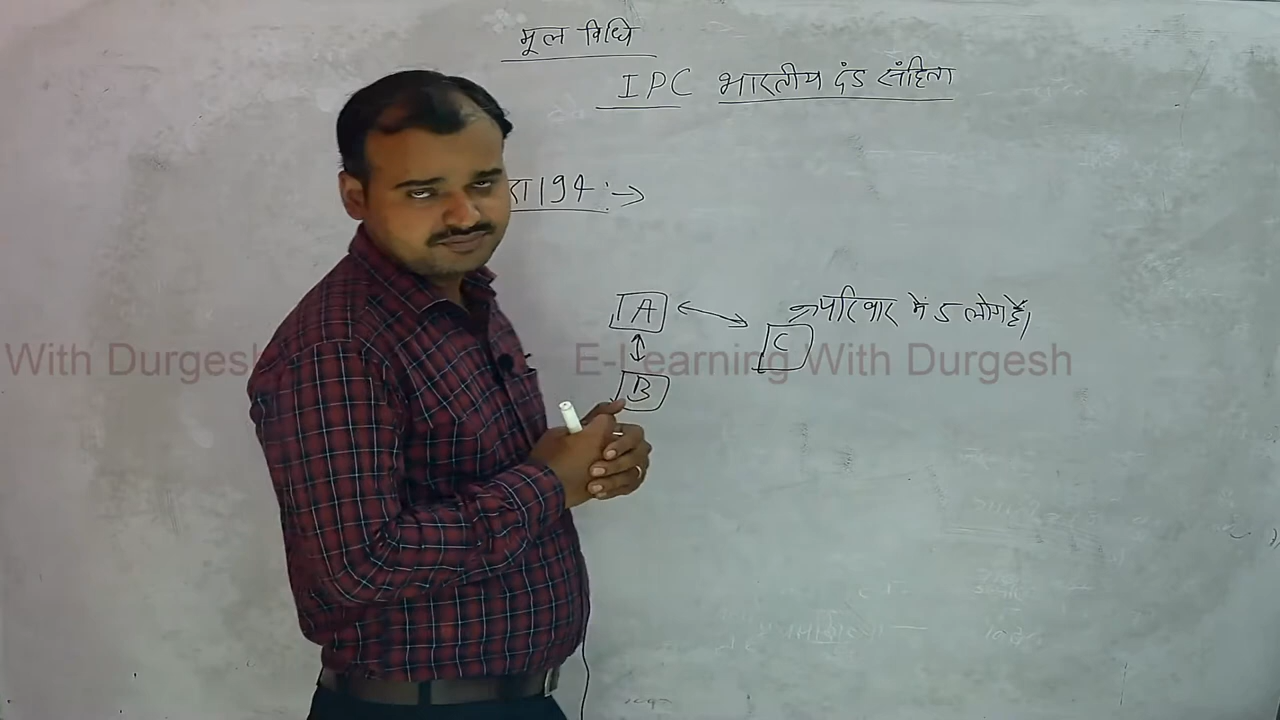 मूल विधि
IPC भारतीय दंड संहिता
रा 194 :→
A
परिवार में 5 लोग हैं।
C
With Durgesh E-Learning With Durgesh
B